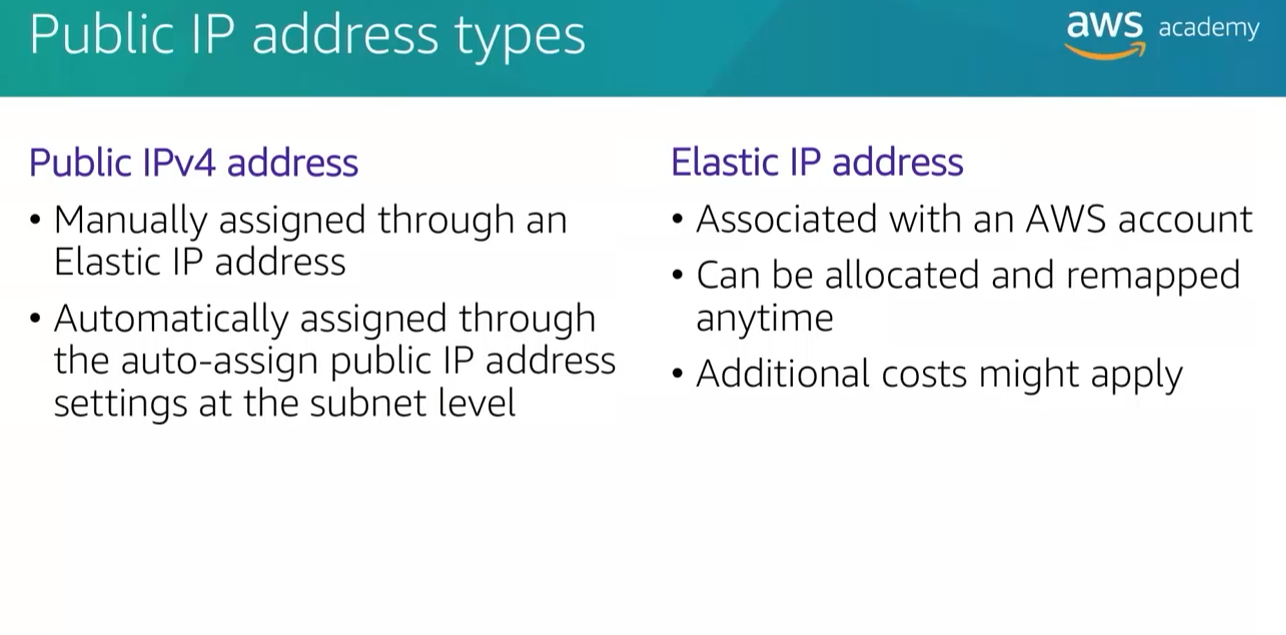 Public IP address types
aws academy
Public IPv4 address
• Manually assigned through an
Elastic IP address
• Automatically assigned through
the auto-assign public IP address
settings at the subnet level
Elastic IP address
• Associated with an AWS account
• Can be allocated and remapped
anytime
• Additional costs might apply